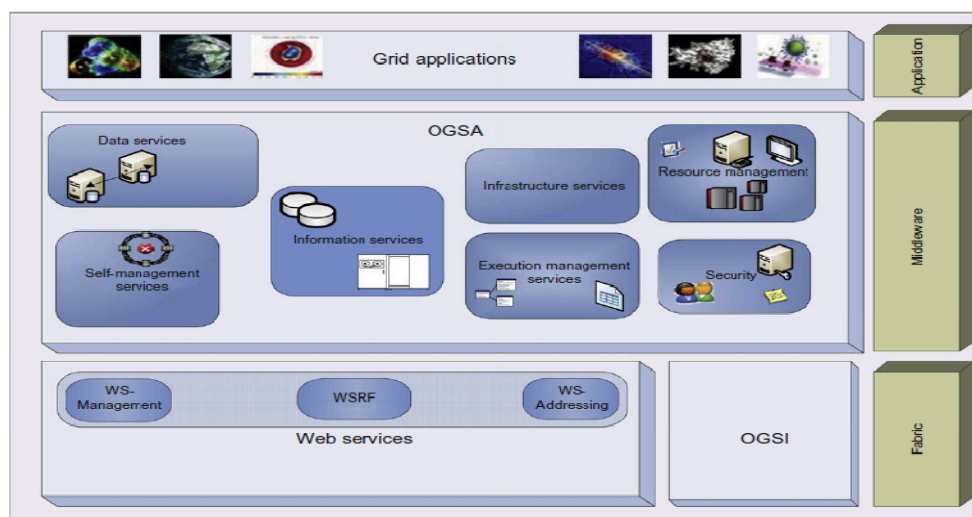 Grid applications
Application
OGSA
Data services
Infrastructure services
Resource management
Information services
Self-management
services
Execution management
services
Security
Middleware
WS-
Management
WSRF
WS-
Addressing
Web services
OGSI
Fabric